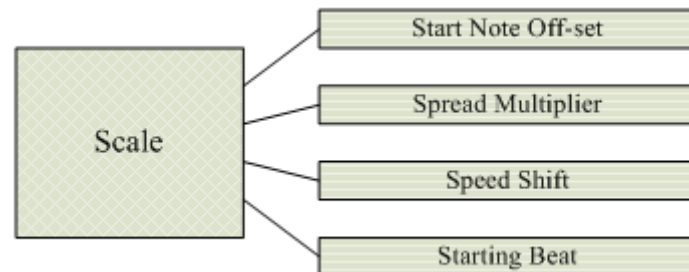 Scale
Start Note Off-set
Spread Multiplier
Speed Shift
Starting Beat